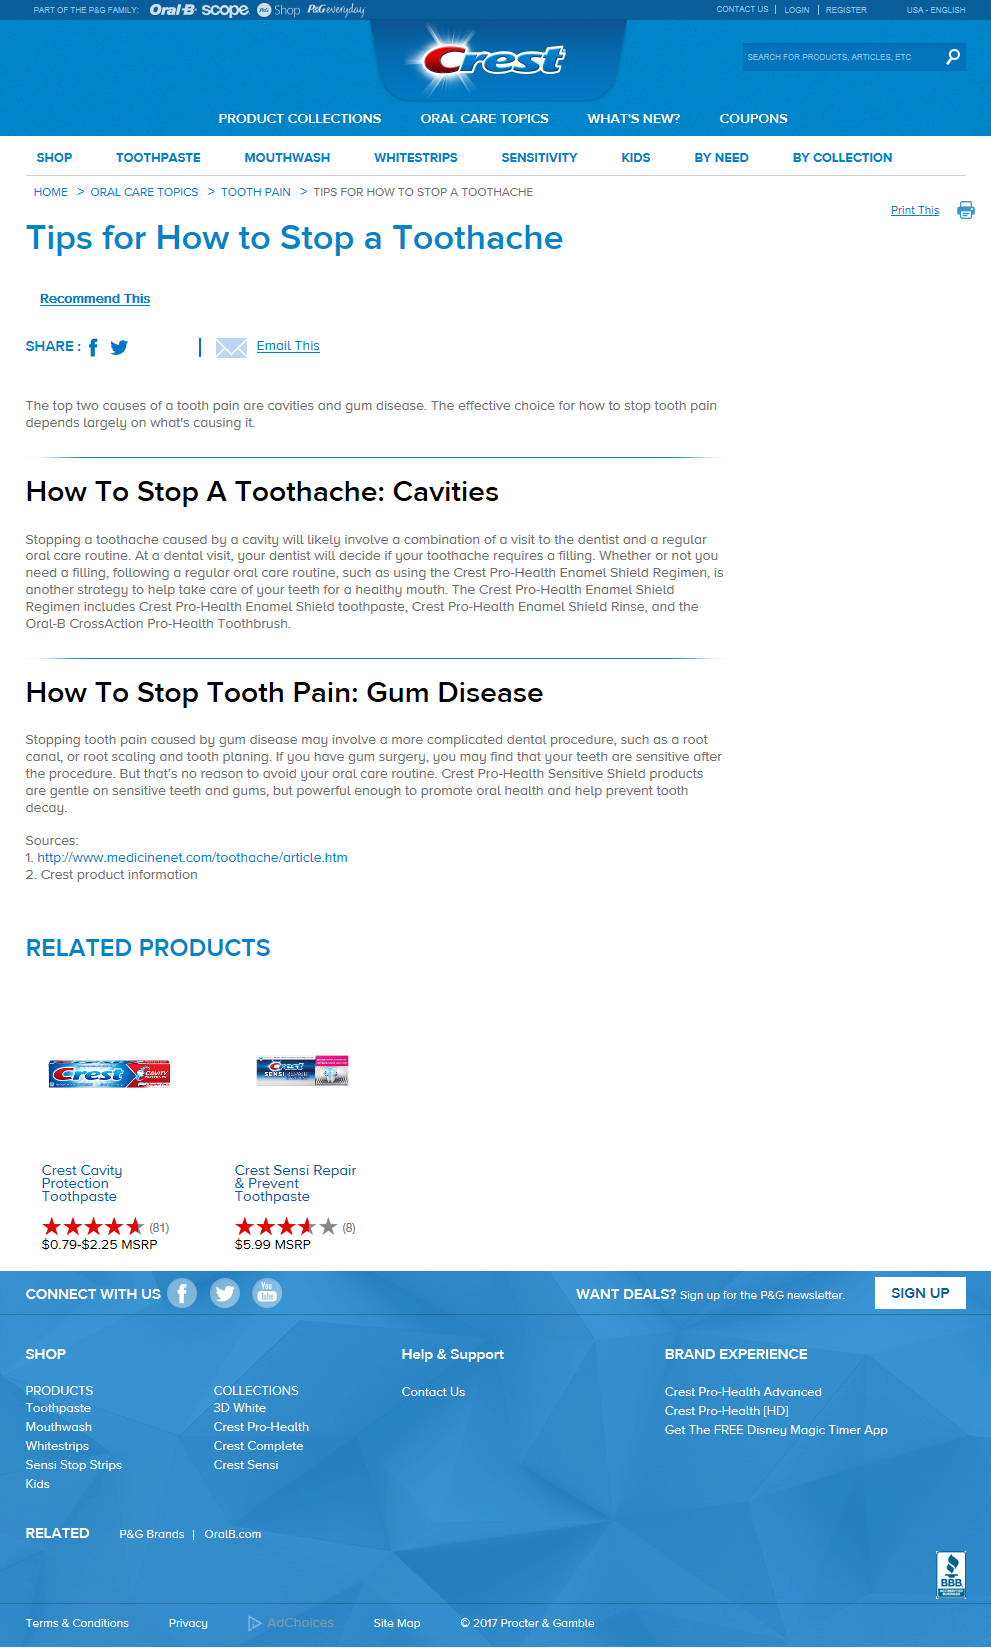 PART OF THE P&G FAMILY: Oral-B scope. P&G Shop P&G everyday
CONTACT US | LOGIN | REGISTER USA - ENGLISH
Crest
SEARCH FOR PRODUCTS, ARTICLES, ETC
PRODUCT COLLECTIONS ORAL CARE TOPICS WHAT'S NEW? COUPONS
SHOP TOOTHPASTE MOUTHWASH WHITESTRIPS SENSITIVITY KIDS BY NEED BY COLLECTION
HOME > ORAL CARE TOPICS > TOOTH PAIN > TIPS FOR HOW TO STOP A TOOTHACHE
Print This
Tips for How to Stop a Toothache
Recommend This
SHARE : | Email This
The top two causes of a tooth pain are cavities and gum disease. The effective choice for how to stop tooth pain
depends largely on what's causing it.
How To Stop A Toothache: Cavities
Stopping a toothache caused by a cavity will likely involve a combination of a visit to the dentist and a regular
oral care routine. At a dental visit, your dentist will decide if your toothache requires a filling. Whether or not you
need a filling, following a regular oral care routine, such as using the Crest Pro-Health Enamel Shield Regimen, is
another strategy to help take care of your teeth for a healthy mouth. The Crest Pro-Health Enamel Shield
Regimen includes Crest Pro-Health Enamel Shield toothpaste, Crest Pro-Health Enamel Shield Rinse, and the
Oral-B CrossAction Pro-Health Toothbrush.
How To Stop Tooth Pain: Gum Disease
Stopping tooth pain caused by gum disease may involve a more complicated dental procedure, such as a root
canal, or root scaling and tooth planing. If you have gum surgery, you may find that your teeth are sensitive after
the procedure. But that's no reason to avoid your oral care routine. Crest Pro-Health Sensitive Shield products
are gentle on sensitive teeth and gums, but powerful enough to promote oral health and help prevent tooth
decay.
Sources:
1. http://www.medicinenet.com/toothache/article.htm
2. Crest product information
RELATED PRODUCTS
Crest CAVITY
Crest
SENSI REPAIR
Crest Cavity
Protection
Toothpaste
(81)
$0.79-$2.25 MSRP
Crest Sensi Repair
& Prevent
Toothpaste
(8)
$5.99 MSRP
CONNECT WITH US You Tube
WANT DEALS? Sign up for the P&G newsletter. SIGN UP
SHOP
PRODUCTS
Toothpaste
Mouthwash
Whitestrips
Sensi Stop Strips
Kids
COLLECTIONS
3D White
Crest Pro-Health
Crest Complete
Crest Sensi
Help & Support
Contact Us
BRAND EXPERIENCE
Crest Pro-Health Advanced
Crest Pro-Health [HD]
Get The FREE Disney Magic Timer App
RELATED P&G Brands | OralB.com
BBB
ACCREDITED
BUSINESS
Terms & Conditions Privacy AdChoices Site Map © 2017 Procter & Gamble